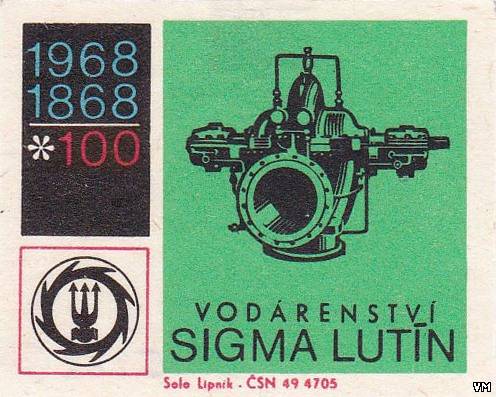 1968
1868
*100
VODÁRENSTVÍ
SIGMA LUTÍN
Solo Lipník - ČSN 49 4705
VM